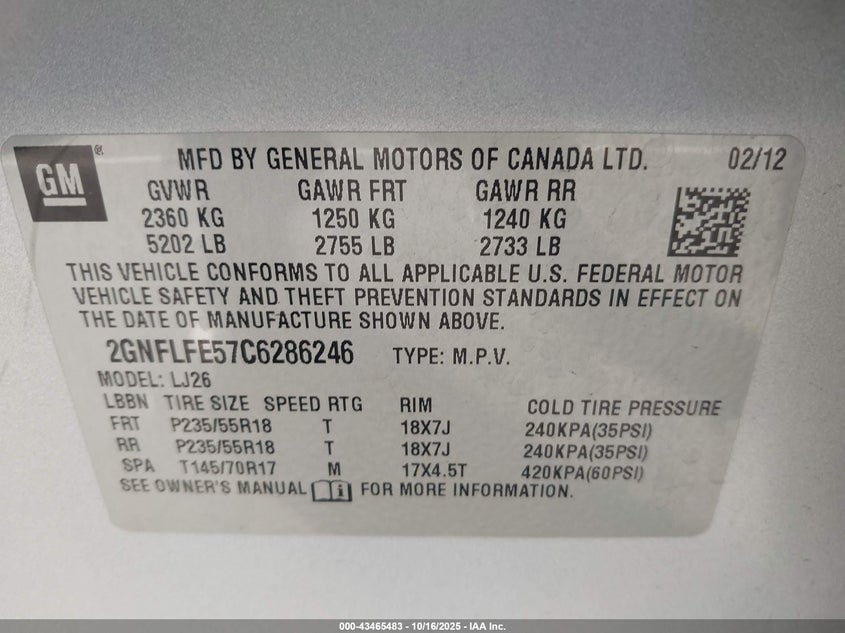 GM ®
MFD BY GENERAL MOTORS OF CANADA LTD. 02/12
GVWR GAWR FRT GAWR RR
2360 KG 1250 KG 1240 KG
5202 LB 2755 LB 2733 LB
THIS VEHICLE CONFORMS TO ALL APPLICABLE U.S. FEDERAL MOTOR
VEHICLE SAFETY AND THEFT PREVENTION STANDARDS IN EFFECT ON
THE DATE OF MANUFACTURE SHOWN ABOVE.
2GNFLFE57C6286246 TYPE: M.P.V.
MODEL: LJ26
LBBN TIRE SIZE SPEED RTG RIM COLD TIRE PRESSURE
FRT P235/55R18 T 18X7J 240KPA(35PSI)
RR P235/55R18 T 18X7J 240KPA(35PSI)
SPA T145/70R17 M 17X4.5T 420KPA(60PSI)
SEE OWNER'S MANUAL i FOR MORE INFORMATION.
000-43465483 - 10/16/2025 - IAA Inc.